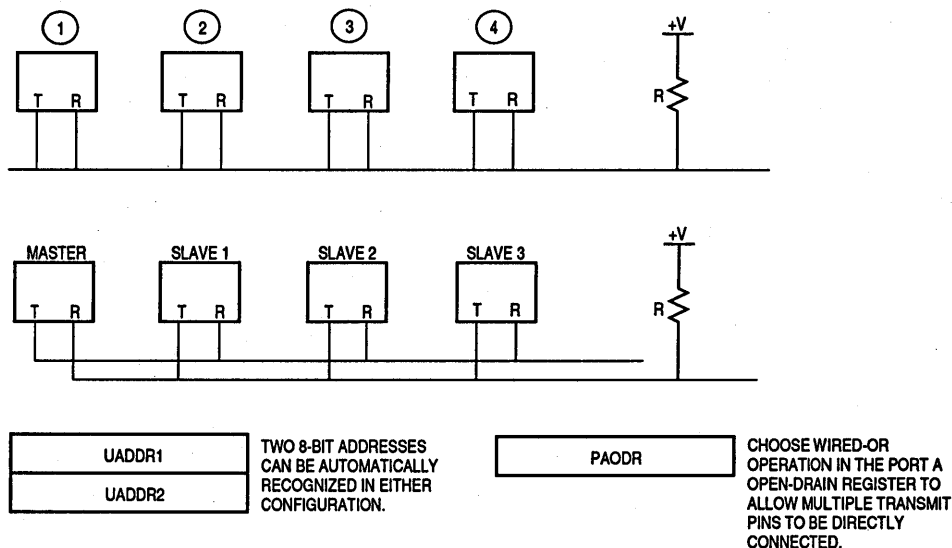 1 2 3 4
+V
T R T R T R T R
R
MASTER SLAVE 1 SLAVE 2 SLAVE 3
+V
T R T R T R T R
R
UADDR1
UADDR2
TWO 8-BIT ADDRESSES
CAN BE AUTOMATICALLY
RECOGNIZED IN EITHER
CONFIGURATION.
PAODR
CHOOSE WIRED-OR
OPERATION IN THE PORT A
OPEN-DRAIN REGISTER TO
ALLOW MULTIPLE TRANSMIT
PINS TO BE DIRECTLY
CONNECTED.